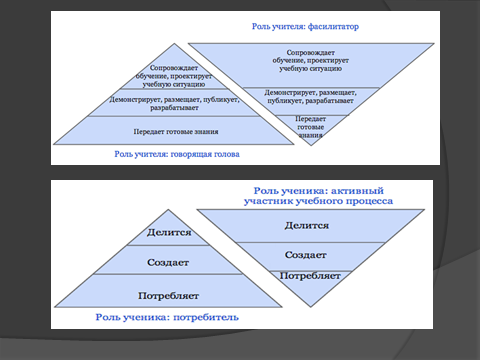 Роль учителя: фасилитатор
Сопровождает
обучение, проектирует
учебную ситуацию
Демонстрирует, размещает, публикует,
разрабатывает
Передает готовые знания
Роль учителя: говорящая голова
Сопровождает
обучение, проектирует
учебную ситуацию
Демонстрирует, размещает,
публикует, разрабатывает
Передает
готовые
знания
Роль ученика: активный
участник учебного процесса
Делится
Создает
Потребляет
Роль ученика: потребитель
Делится
Создает
Потребляет